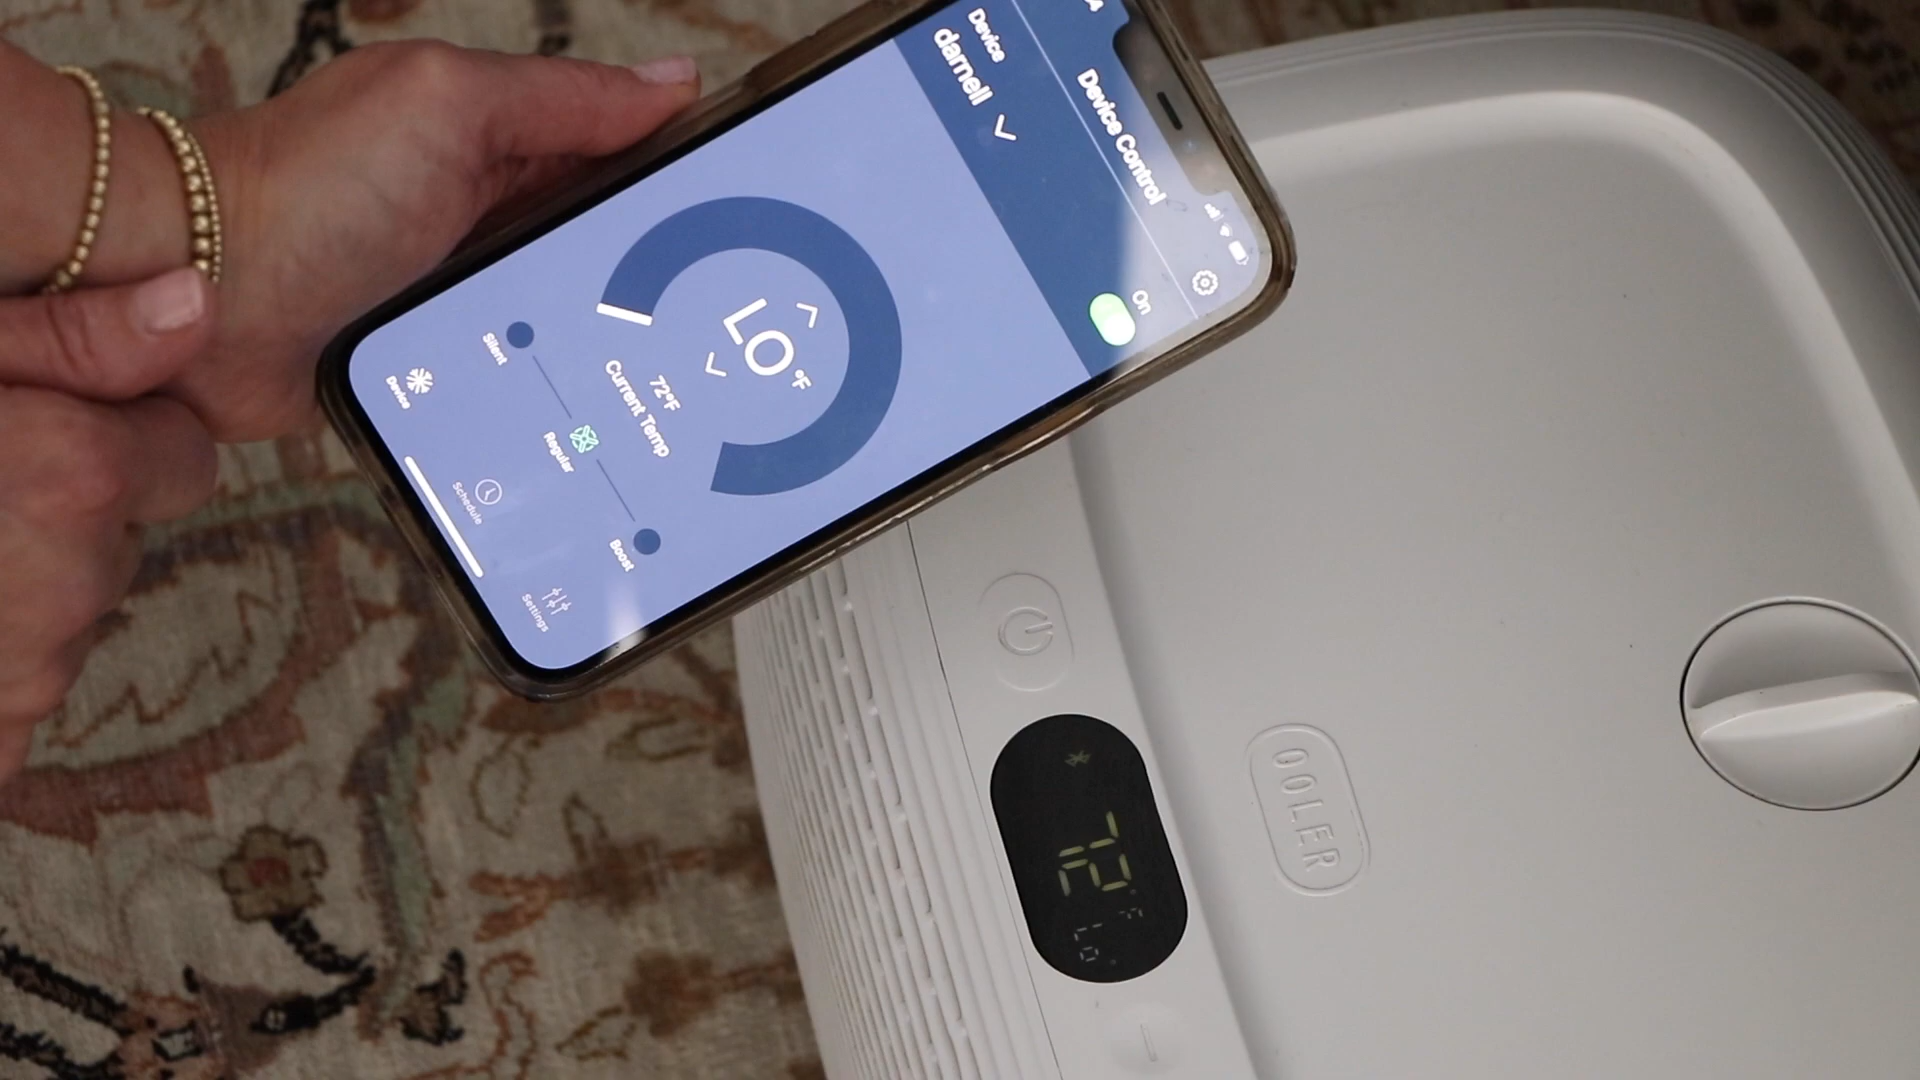 Device Control
Device
darnell
On
LO°F
72°F
Current Temp
Silent
Regular
Boost
Device
Schedule
Settings
OOLER
72°F
Lo